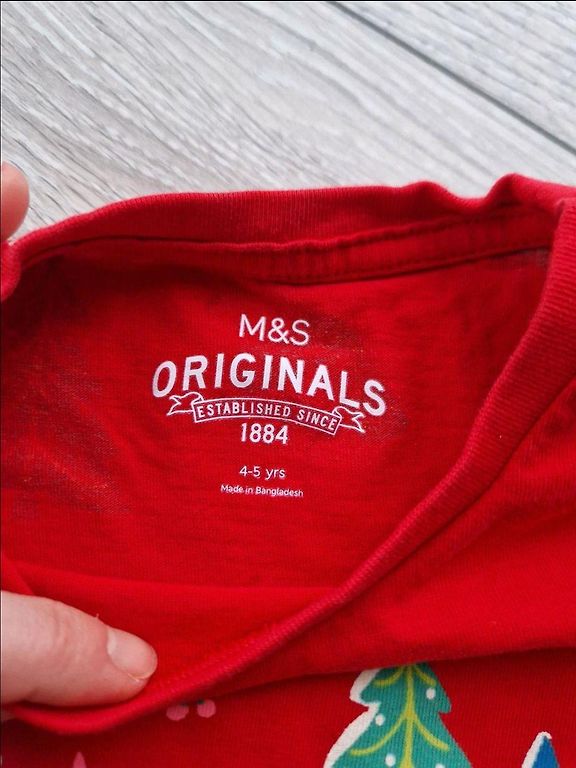 M&S
ORIGINALS
ESTABLISHED SINCE
1884
4-5 yrs
Made in Bangladesh